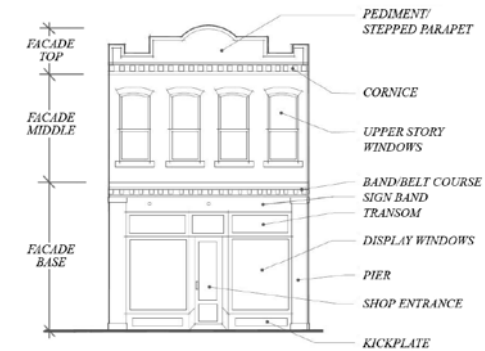 FACADE
TOP
FACADE
MIDDLE
FACADE
BASE
PEDIMENT/
STEPPED PARAPET
CORNICE
UPPER STORY
WINDOWS
BAND/BELT COURSE
SIGN BAND
TRANSOM
DISPLAY WINDOWS
PIER
SHOP ENTRANCE
KICKPLATE